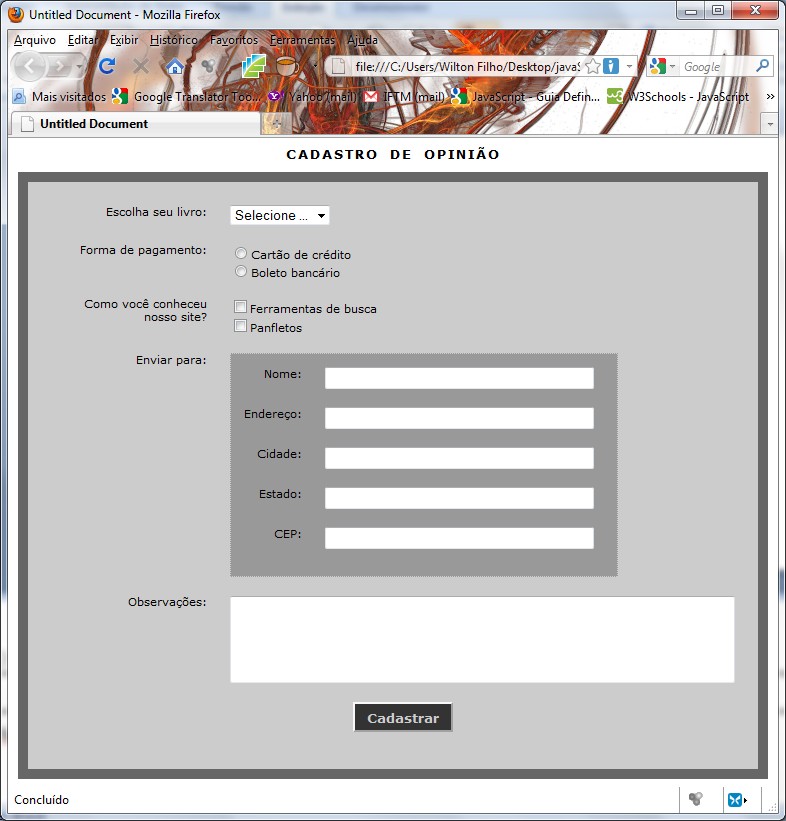 Untitled Document - Mozilla Firefox
Arquivo Editar Exibir Histórico Favoritos Ferramentas Ajuda
file:///C:/Users/Wilton Filho/Desktop/javaS Google
Mais visitados Google Translator Too... Yahoo (mail) IFTM (mail) JavaScript - Guia Defin... W3Schools - JavaScript »
Untitled Document
CADASTRO DE OPINIÃO
Escolha seu livro: Selecione ...
Forma de pagamento: Cartão de crédito
Boleto bancário
Como você conheceu Ferramentas de busca
nosso site? Panfletos
Enviar para:
Nome:
Endereço:
Cidade:
Estado:
CEP:
Observações:
Cadastrar
Concluído